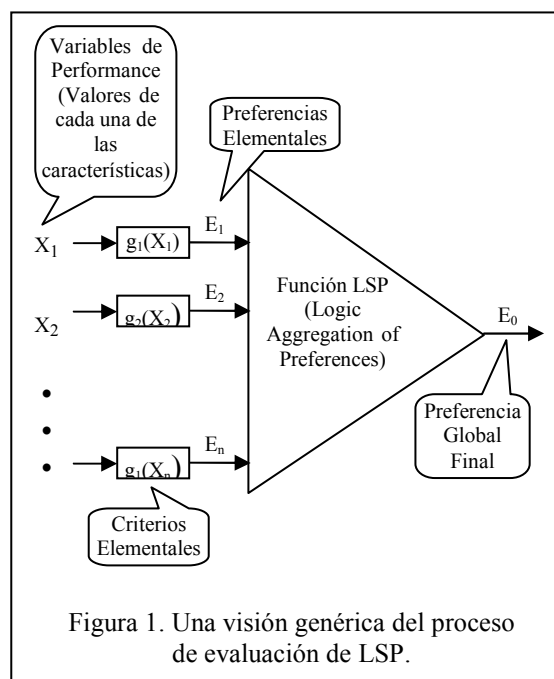 Variables de
Performance
(Valores de
cada una de
las
características)
Preferencias
Elementales
X1
g1(X1)
E1
X2
g2(X2)
E2
Función LSP
(Logic
Aggregation of
Preferences)
E0
Preferencia
Global
Final
g1(Xn)
En
Criterios
Elementales
Figura 1. Una visión genérica del proceso
de evaluación de LSP.